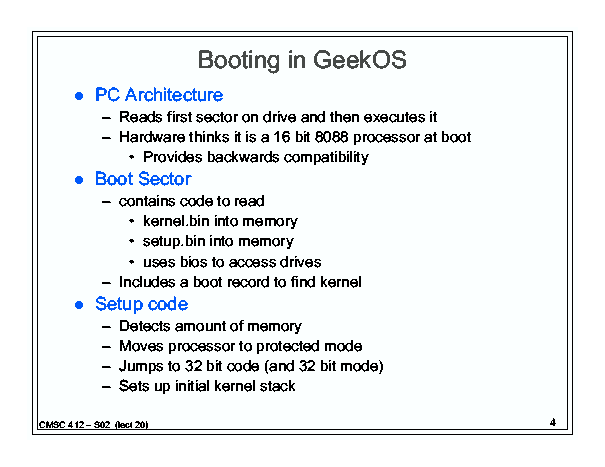 Booting in GeekOS
● PC Architecture
– Reads first sector on drive and then executes it
– Hardware thinks it is a 16 bit 8088 processor at boot
• Provides backwards compatibility
● Boot Sector
– contains code to read
• kernel.bin into memory
• setup.bin into memory
• uses bios to access drives
– Includes a boot record to find kernel
● Setup code
– Detects amount of memory
– Moves processor to protected mode
– Jumps to 32 bit code (and 32 bit mode)
– Sets up initial kernel stack
CMSC 412 – S02 (lect 20)
4